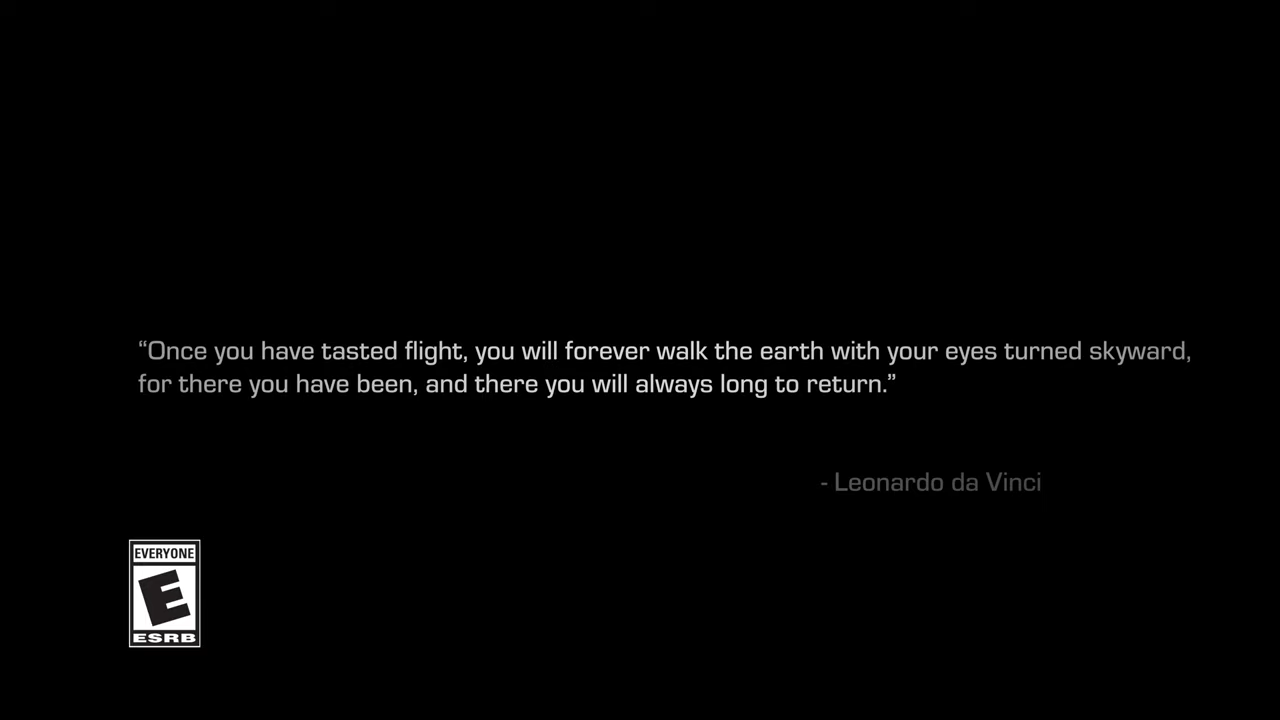 “Once you have tasted flight, you will forever walk the earth with your eyes turned skyward,
for there you have been, and there you will always long to return.”
- Leonardo da Vinci
EVERYONE
E
ESRB